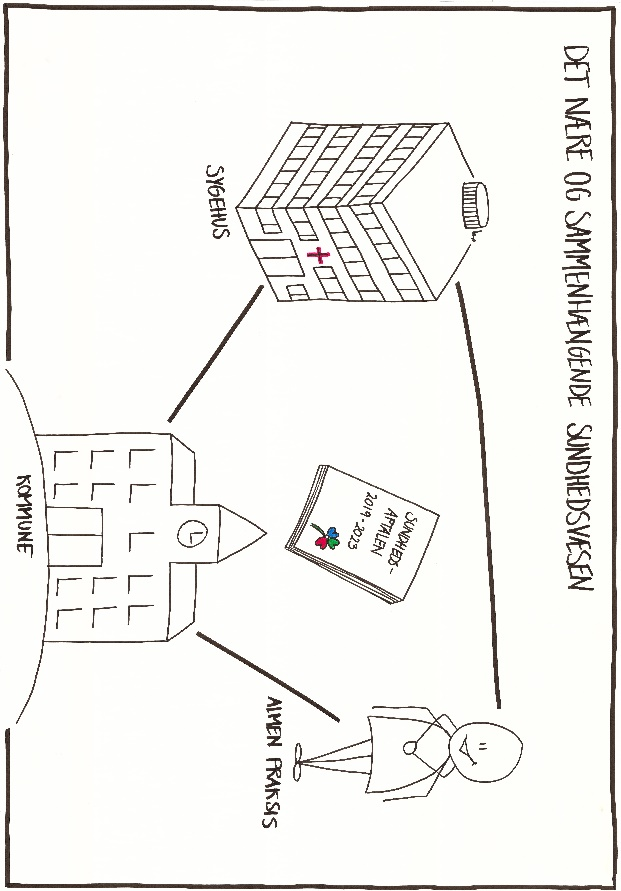 DET NÆRE OG SAMMENHÆNGENDE SUNDHEDSVÆSEN
SYGEHUS
SUNDHEDS-
AFTALEN
2019-2023
ALMEN PRAKSIS
KOMMUNE